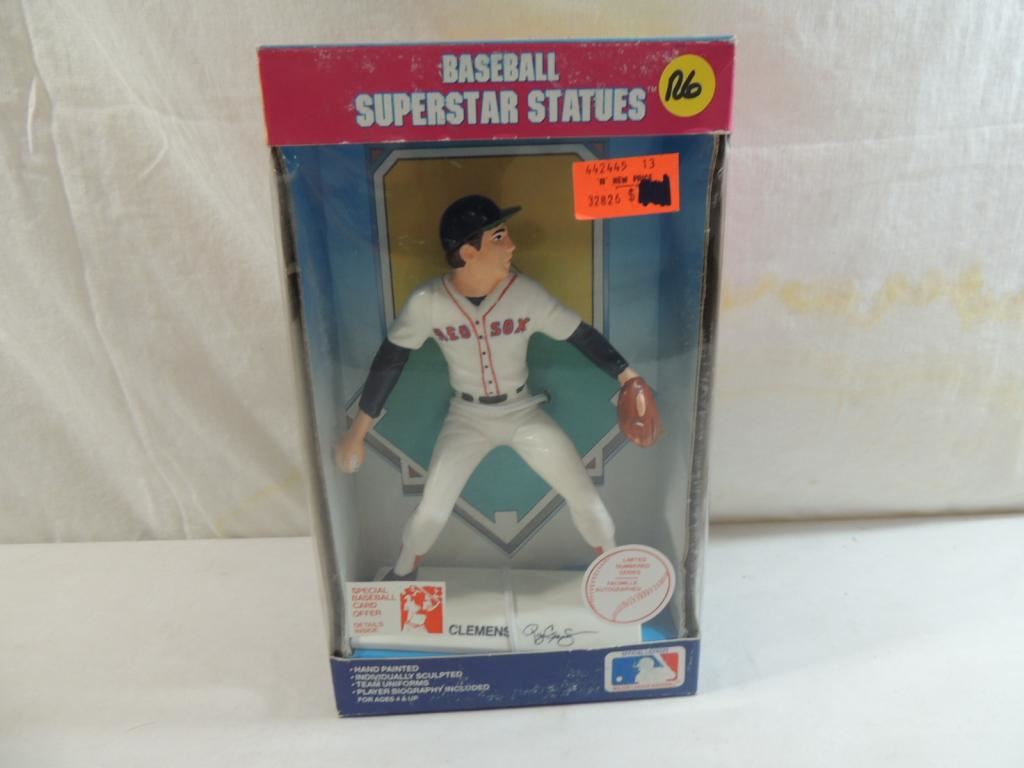 BASEBALL
SUPERSTAR STATUES™
R6
442445 13
"R" NEW PRICE
32826 $
RED SOX
LIMITED
NUMBERED
SERIES
FACSIMILE
AUTOGRAPHED
SPECIAL
BASEBALL
CARD
OFFER
DETAILS
INSIDE
CLEMENS
•HAND PAINTED
•INDIVIDUALLY SCULPTED
•TEAM UNIFORMS
•PLAYER BIOGRAPHY INCLUDED
FOR AGES 4 & UP